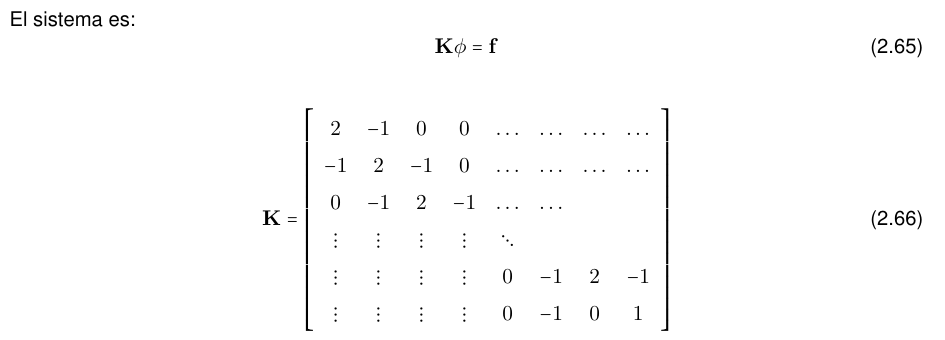 El sistema es:
Kϕ = f (2.65)
2 −1 0 0 … … … …
−1 2 −1 0 … … … …
0 −1 2 −1 … …
K = (2.66)
⋮ ⋮ ⋮ ⋮ ⋱
⋮ ⋮ ⋮ ⋮ 0 −1 2 −1
⋮ ⋮ ⋮ ⋮ 0 −1 0 1